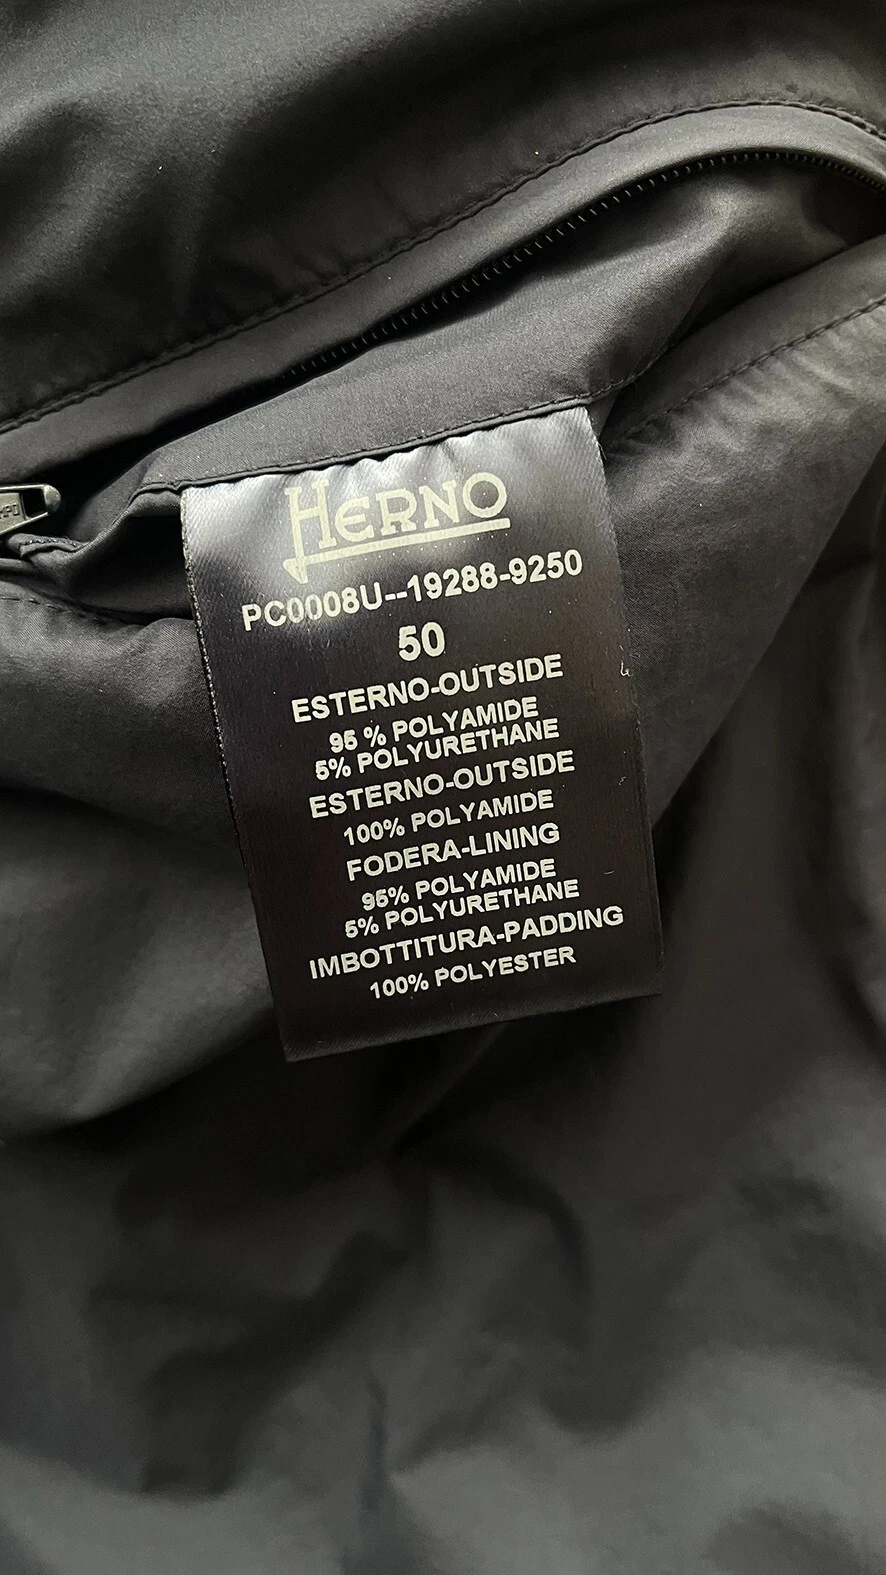 HERNO
PC0008U--19288-9250
50
ESTERNO-OUTSIDE
95 % POLYAMIDE
5% POLYURETHANE
ESTERNO-OUTSIDE
100% POLYAMIDE
FODERA-LINING
95% POLYAMIDE
5% POLYURETHANE
IMBOTTITURA-PADDING
100% POLYESTER